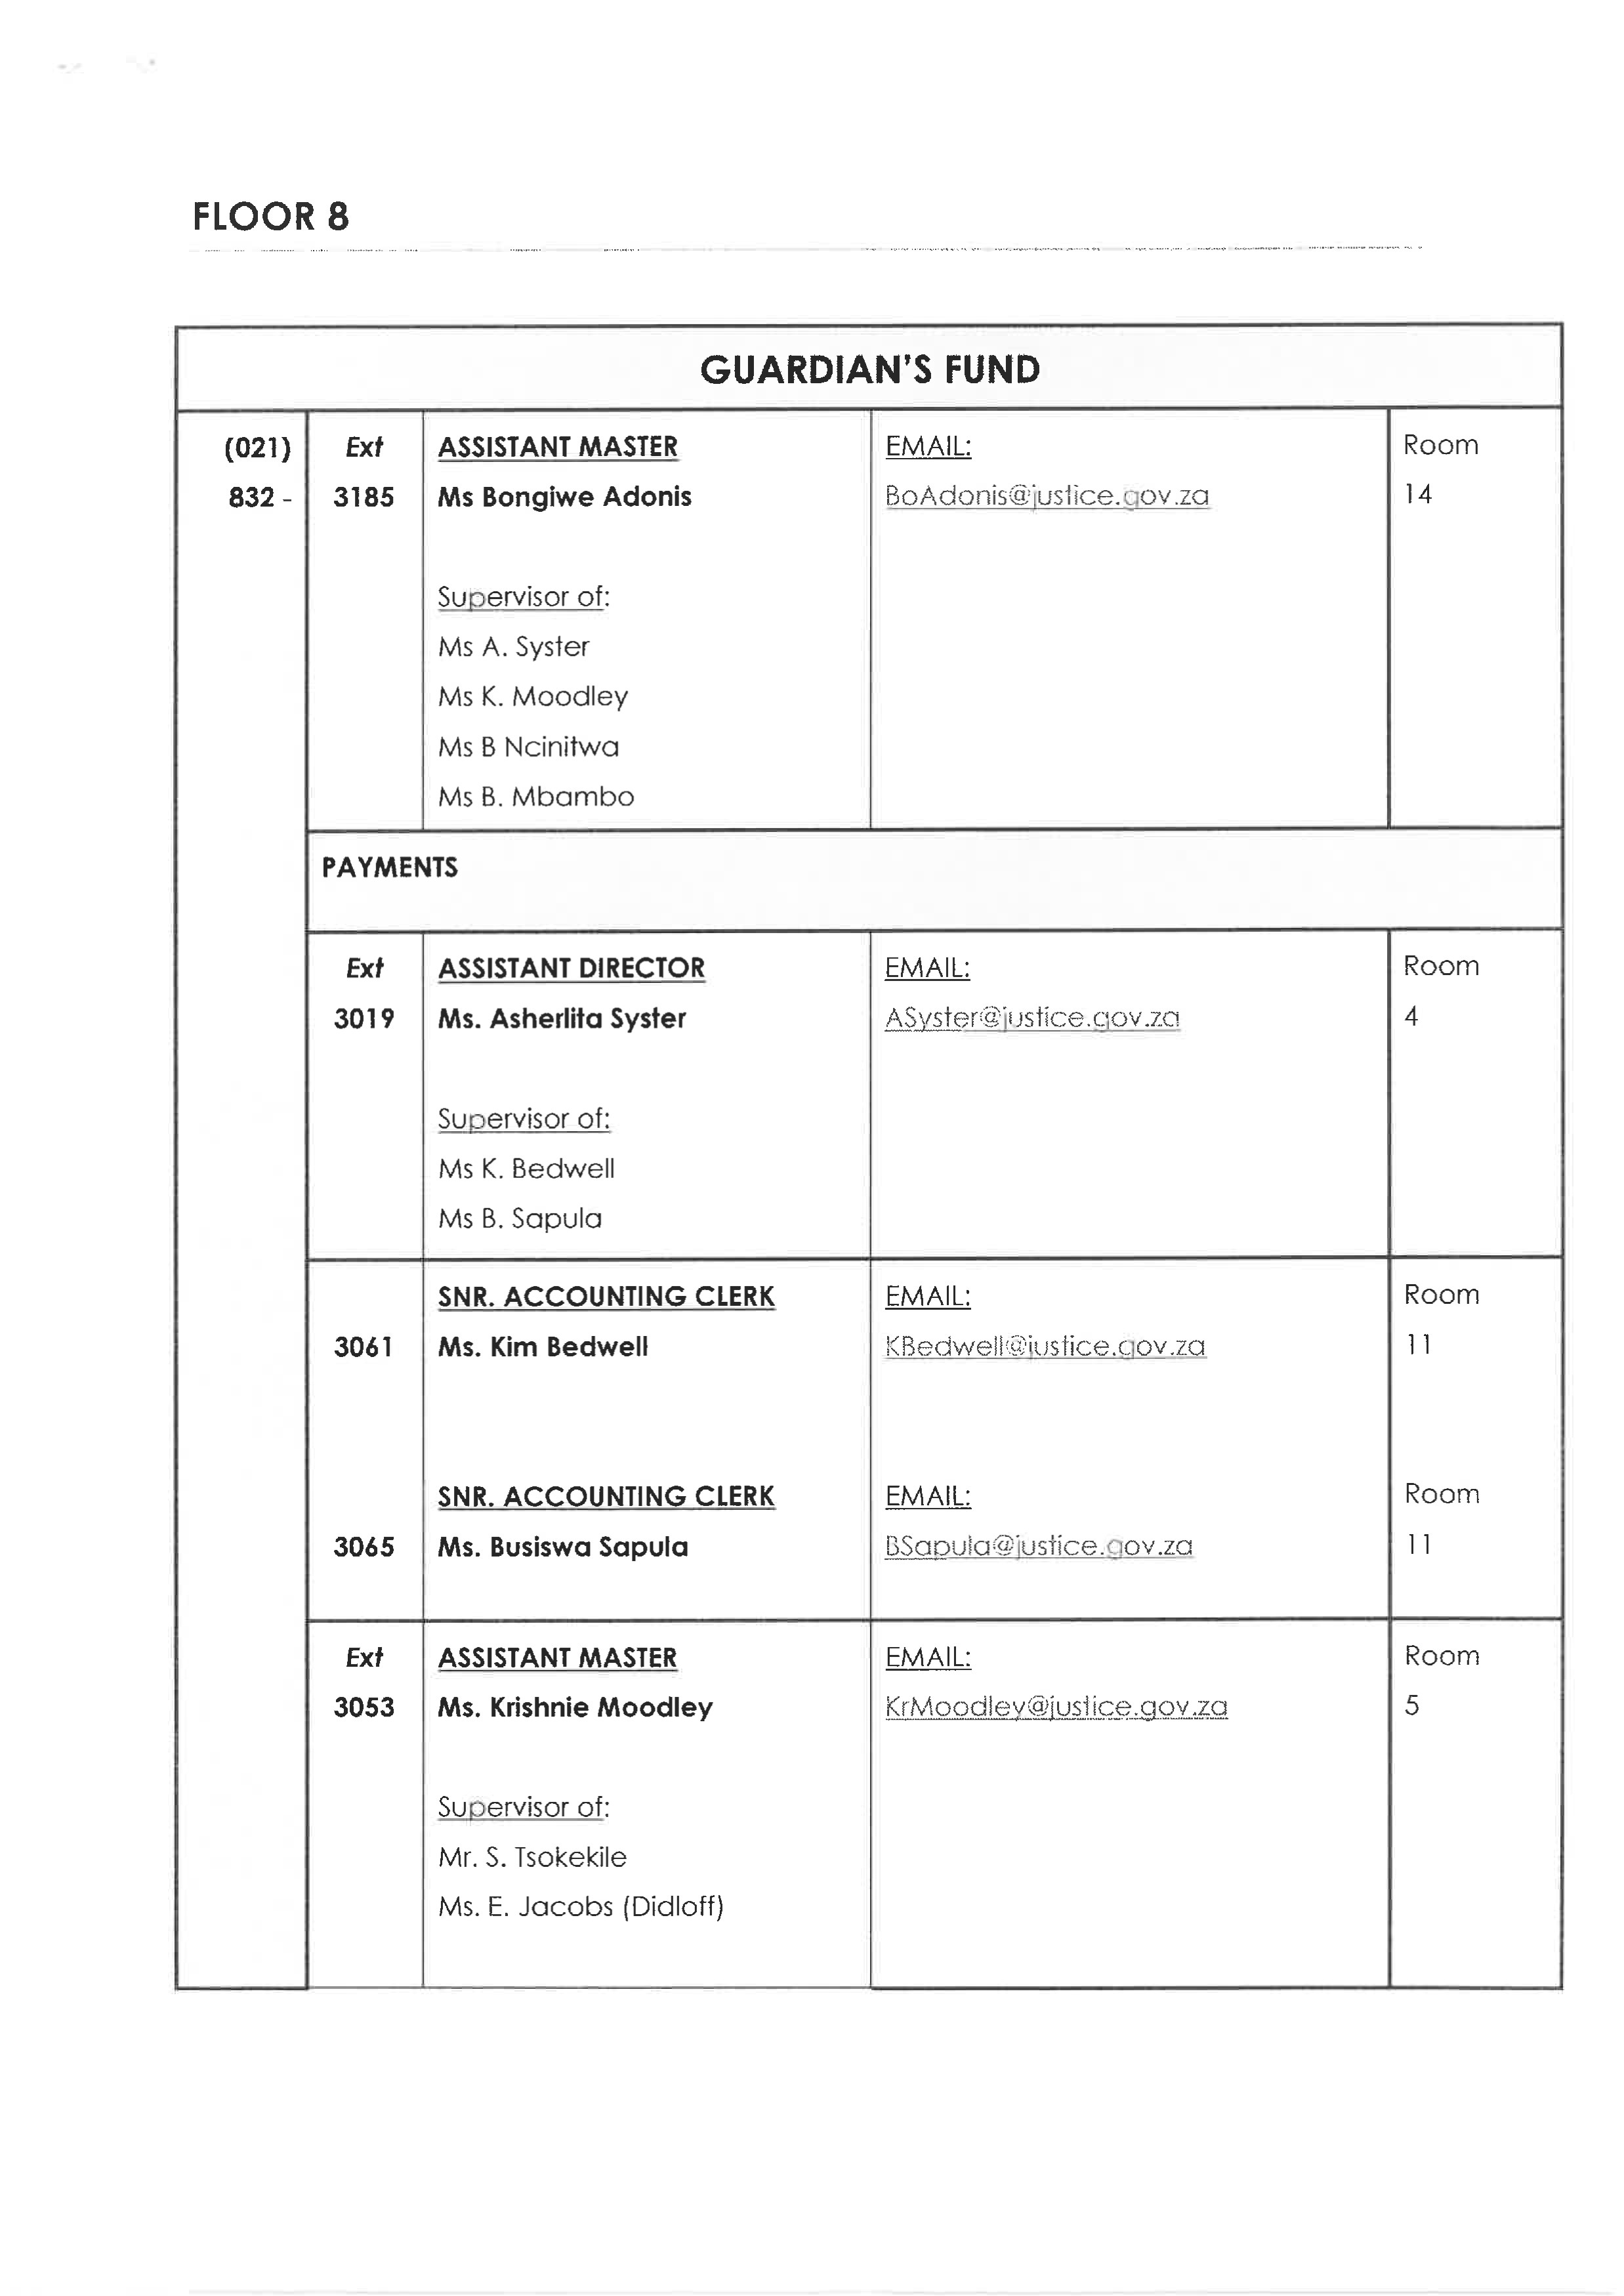 FLOOR 8
GUARDIAN'S FUND
(021) Ext ASSISTANT MASTER EMAIL: Room
832 - 3185 Ms Bongiwe Adonis BoAdonis@justice.gov.za 14
Supervisor of:
Ms A. Syster
Ms K. Moodley
Ms B Ncinitwa
Ms B. Mbambo
PAYMENTS
Ext ASSISTANT DIRECTOR EMAIL: Room
3019 Ms. Asherlita Syster ASyster@justice.gov.za 4
Supervisor of:
Ms K. Bedwell
Ms B. Sapula
SNR. ACCOUNTING CLERK EMAIL: Room
3061 Ms. Kim Bedwell KBedwell@justice.gov.za 11
SNR. ACCOUNTING CLERK EMAIL: Room
3065 Ms. Busiswa Sapula BSapula@justice.gov.za 11
Ext ASSISTANT MASTER EMAIL: Room
3053 Ms. Krishnie Moodley KrMoodley@justice.gov.za 5
Supervisor of:
Mr. S. Tsokekile
Ms. E. Jacobs (Didloff)